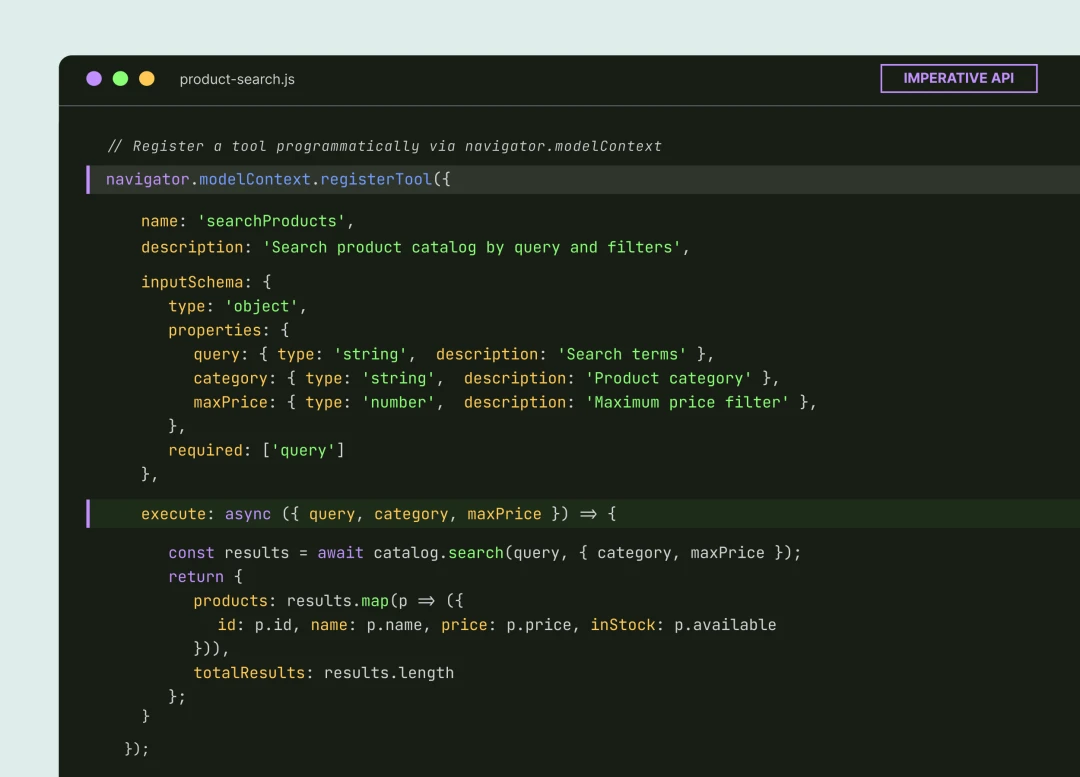 product-search.js
IMPERATIVE API
// Register a tool programmatically via navigator.modelContext
navigator.modelContext.registerTool({
name: 'searchProducts',
description: 'Search product catalog by query and filters',
inputSchema: {
type: 'object',
properties: {
query: { type: 'string', description: 'Search terms' },
category: { type: 'string', description: 'Product category' },
maxPrice: { type: 'number', description: 'Maximum price filter' },
},
required: ['query']
},
execute: async ({ query, category, maxPrice }) => {
const results = await catalog.search(query, { category, maxPrice });
return {
products: results.map(p => ({
id: p.id, name: p.name, price: p.price, inStock: p.available
})),
totalResults: results.length
};
}
});